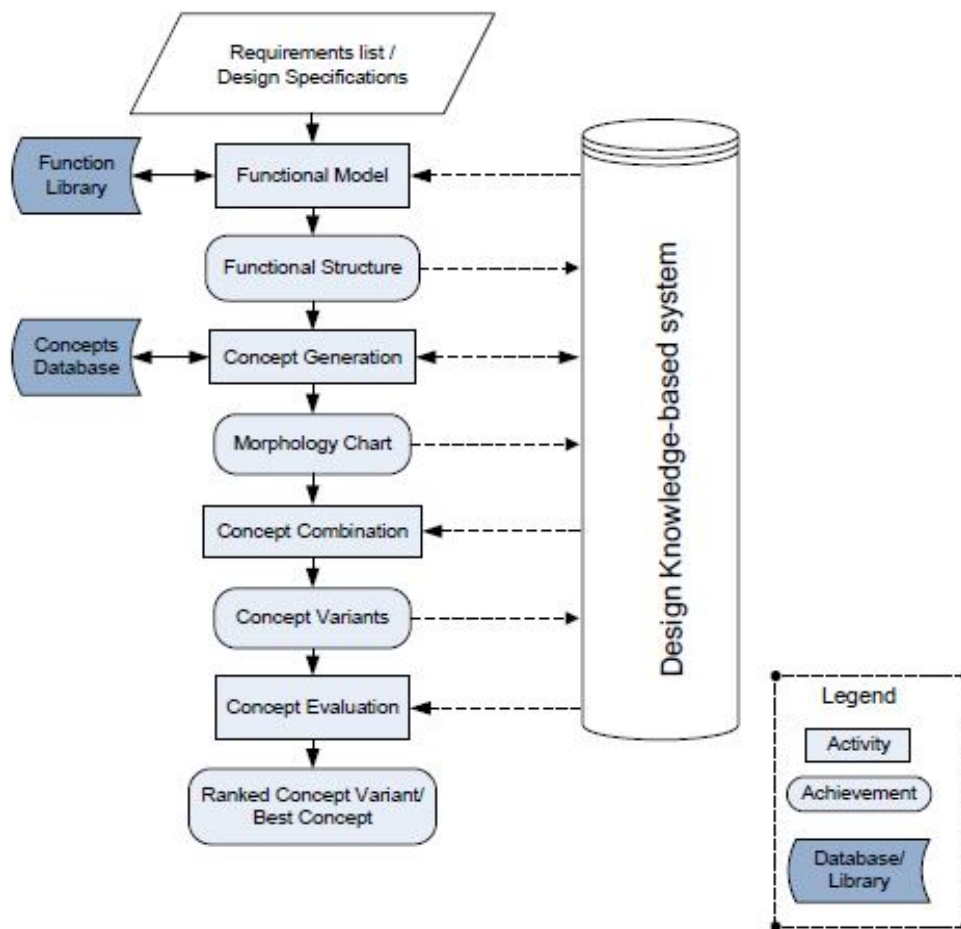 Requirements list /
Design Specifications
Function
Library
Functional Model
Functional Structure
Concepts
Database
Concept Generation
Morphology Chart
Concept Combination
Concept Variants
Concept Evaluation
Ranked Concept Variant/
Best Concept
Design Knowledge-based system
Legend
Activity
Achievement
Database/
Library